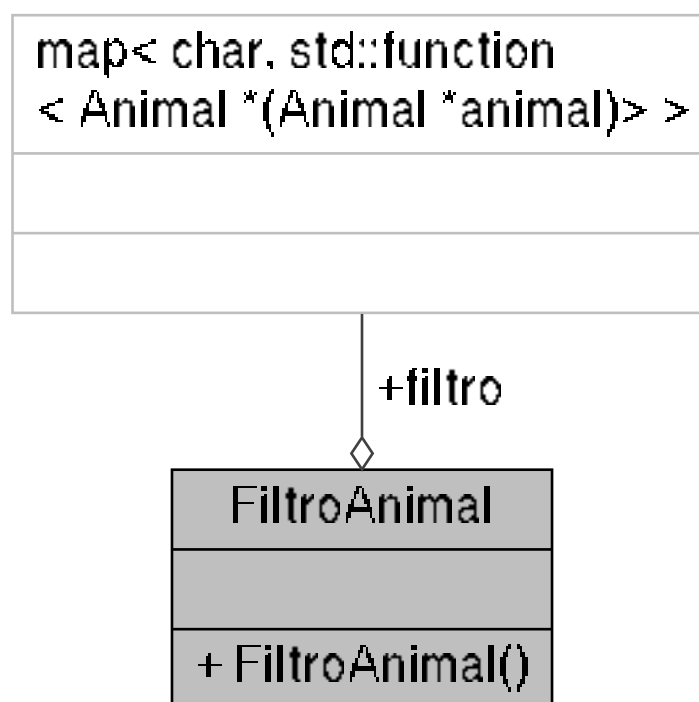 map< char, std::function
< Animal *(Animal *animal)> >
+filtro
FiltroAnimal
+ FiltroAnimal()